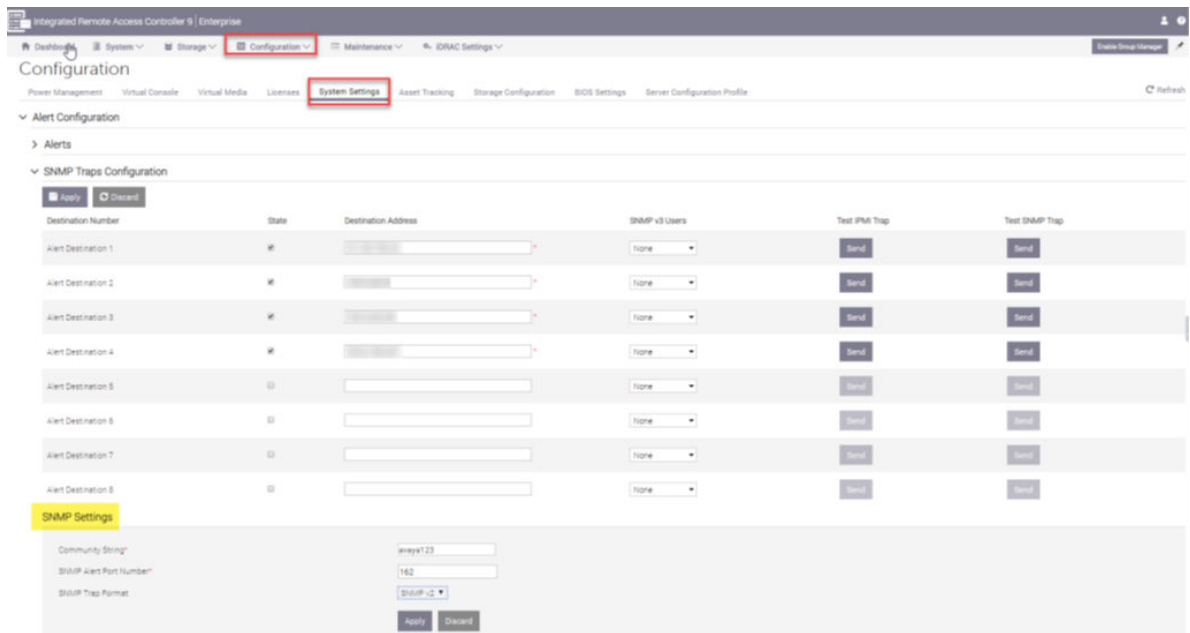 Integrated Remote Access Controller 9 | Enterprise
Dashboard System Storage Configuration Maintenance iDRAC Settings Enable Group Manager
Configuration
Power Management Virtual Console Virtual Media Licenses System Settings Asset Tracking Storage Configuration BIOS Settings Server Configuration Profile Refresh
Alert Configuration
Alerts
SNMP Traps Configuration
Apply Discard
Destination Number State Destination Address SNMP v3 Users Test IPMI Trap Test SNMP Trap
Alert Destination 1 * None Send Send
Alert Destination 2 * None Send Send
Alert Destination 3 * None Send Send
Alert Destination 4 * None Send Send
Alert Destination 5 None Send Send
Alert Destination 6 None Send Send
Alert Destination 7 None Send Send
Alert Destination 8 None Send Send
SNMP Settings
Community String* avaya123
SNMP Alert Port Number* 162
SNMP Trap Format SNMP v2
Apply Discard